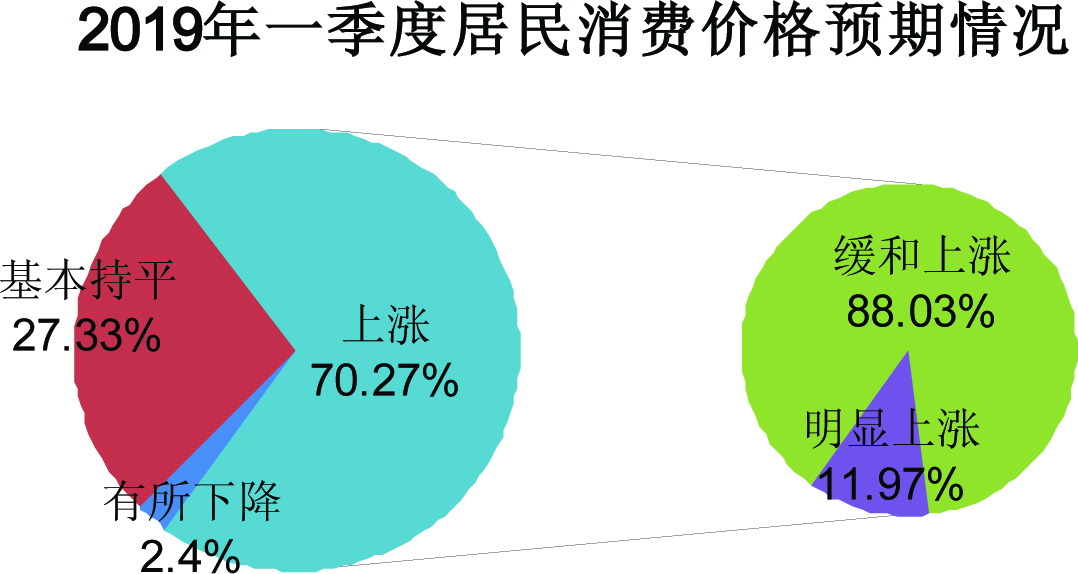 2019年一季度居民消费价格预期情况
基本持平
27.33%
上涨
70.27%
有所下降
2.4%
缓和上涨
88.03%
明显上涨
11.97%